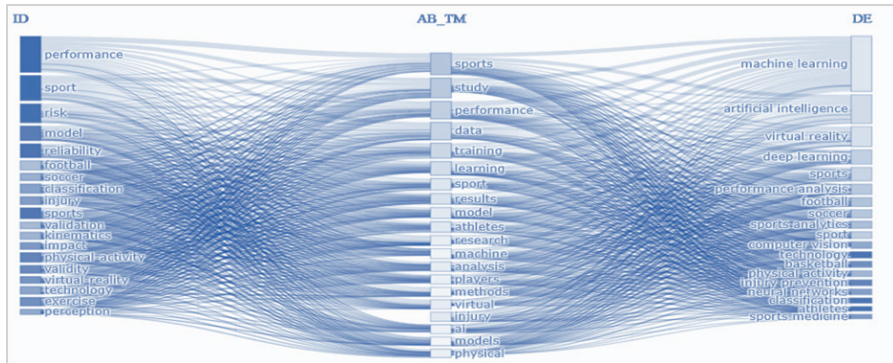 ID
AB_TM
DE
performance
sport
risk
model
reliability
football
soccer
classification
injury
sports
validation
kinematics
impact
physical-activity
validity
virtual-reality
technology
exercise
perception
sports
study
performance
data
training
learning
sport
results
model
athletes
research
machine
analysis
players
methods
virtual
injury
ai
models
physical
machine learning
artificial intelligence
virtual reality
deep learning
sports
performance analysis
football
soccer
sports analytics
sport
computer vision
technology
basketball
physical activity
injury prevention
neural networks
classification
athletes
sports medicine